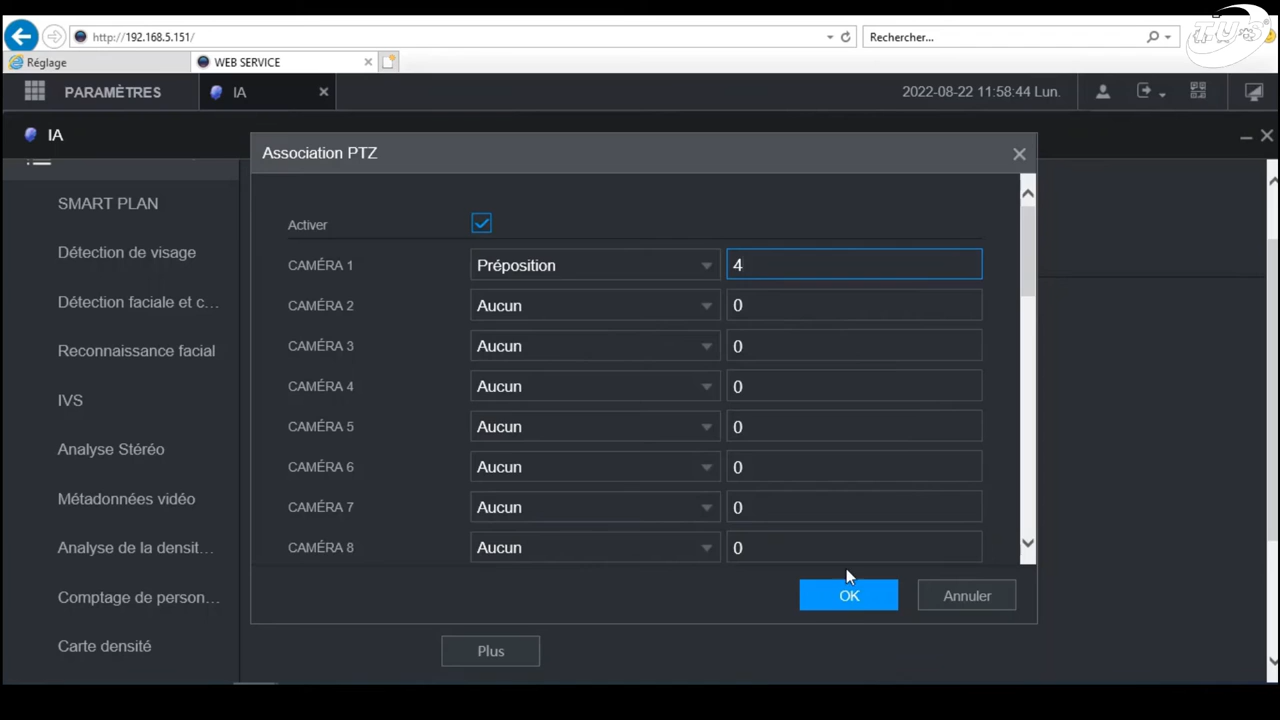 http://192.168.5.151/
Rechercher...
TUS
Réglage
WEB SERVICE
PARAMÈTRES
IA
2022-08-22 11:58:44 Lun.
IA
Association PTZ
SMART PLAN
Détection de visage
Détection faciale et c...
Reconnaissance facial
IVS
Analyse Stéréo
Métadonnées vidéo
Analyse de la densit...
Comptage de person...
Carte densité
Activer
CAMÉRA 1 Préposition 4
CAMÉRA 2 Aucun 0
CAMÉRA 3 Aucun 0
CAMÉRA 4 Aucun 0
CAMÉRA 5 Aucun 0
CAMÉRA 6 Aucun 0
CAMÉRA 7 Aucun 0
CAMÉRA 8 Aucun 0
OK Annuler
Plus